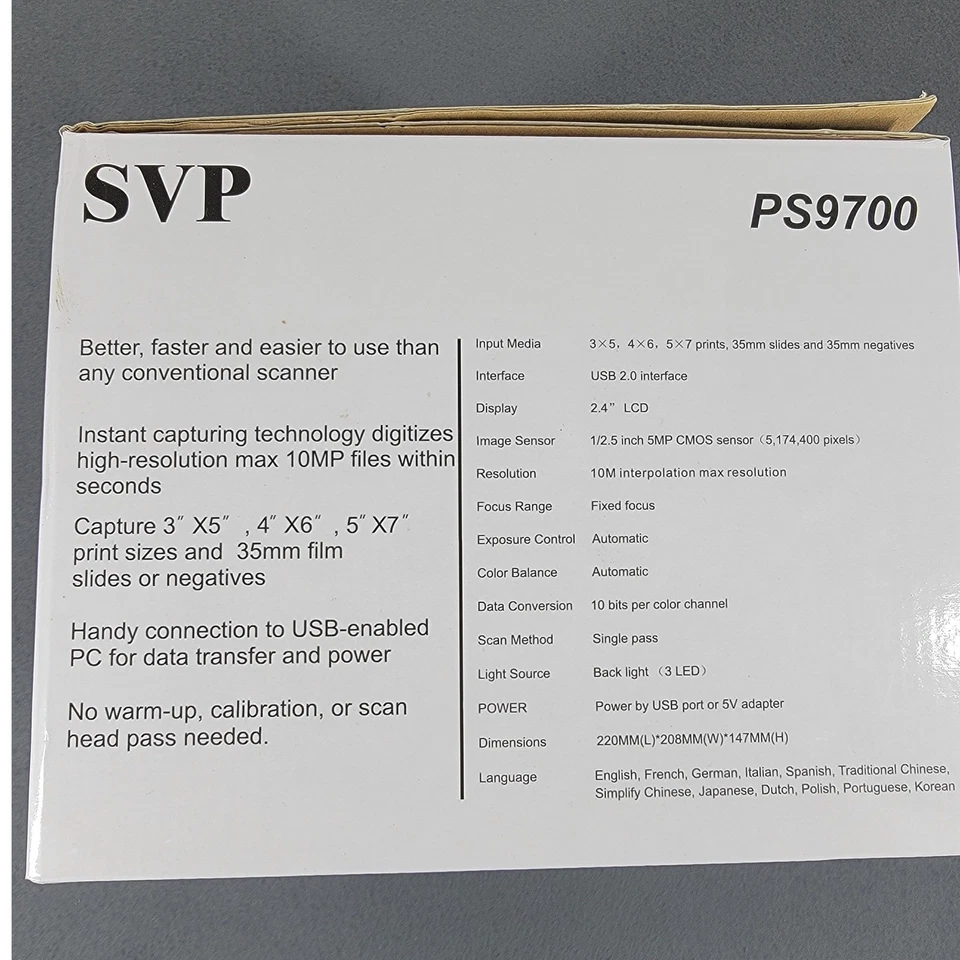 SVP
PS9700
Better, faster and easier to use than
any conventional scanner
Instant capturing technology digitizes
high-resolution max 10MP files within
seconds
Capture 3″ X5″ , 4″ X6″ , 5″ X7″
print sizes and 35mm film
slides or negatives
Handy connection to USB-enabled
PC for data transfer and power
No warm-up, calibration, or scan
head pass needed.
Input Media 3×5, 4×6, 5×7 prints, 35mm slides and 35mm negatives
Interface USB 2.0 interface
Display 2.4″ LCD
Image Sensor 1/2.5 inch 5MP CMOS sensor (5,174,400 pixels)
Resolution 10M interpolation max resolution
Focus Range Fixed focus
Exposure Control Automatic
Color Balance Automatic
Data Conversion 10 bits per color channel
Scan Method Single pass
Light Source Back light (3 LED)
POWER Power by USB port or 5V adapter
Dimensions 220MM(L)*208MM(W)*147MM(H)
Language English, French, German, Italian, Spanish, Traditional Chinese,
Simplify Chinese, Japanese, Dutch, Polish, Portuguese, Korean